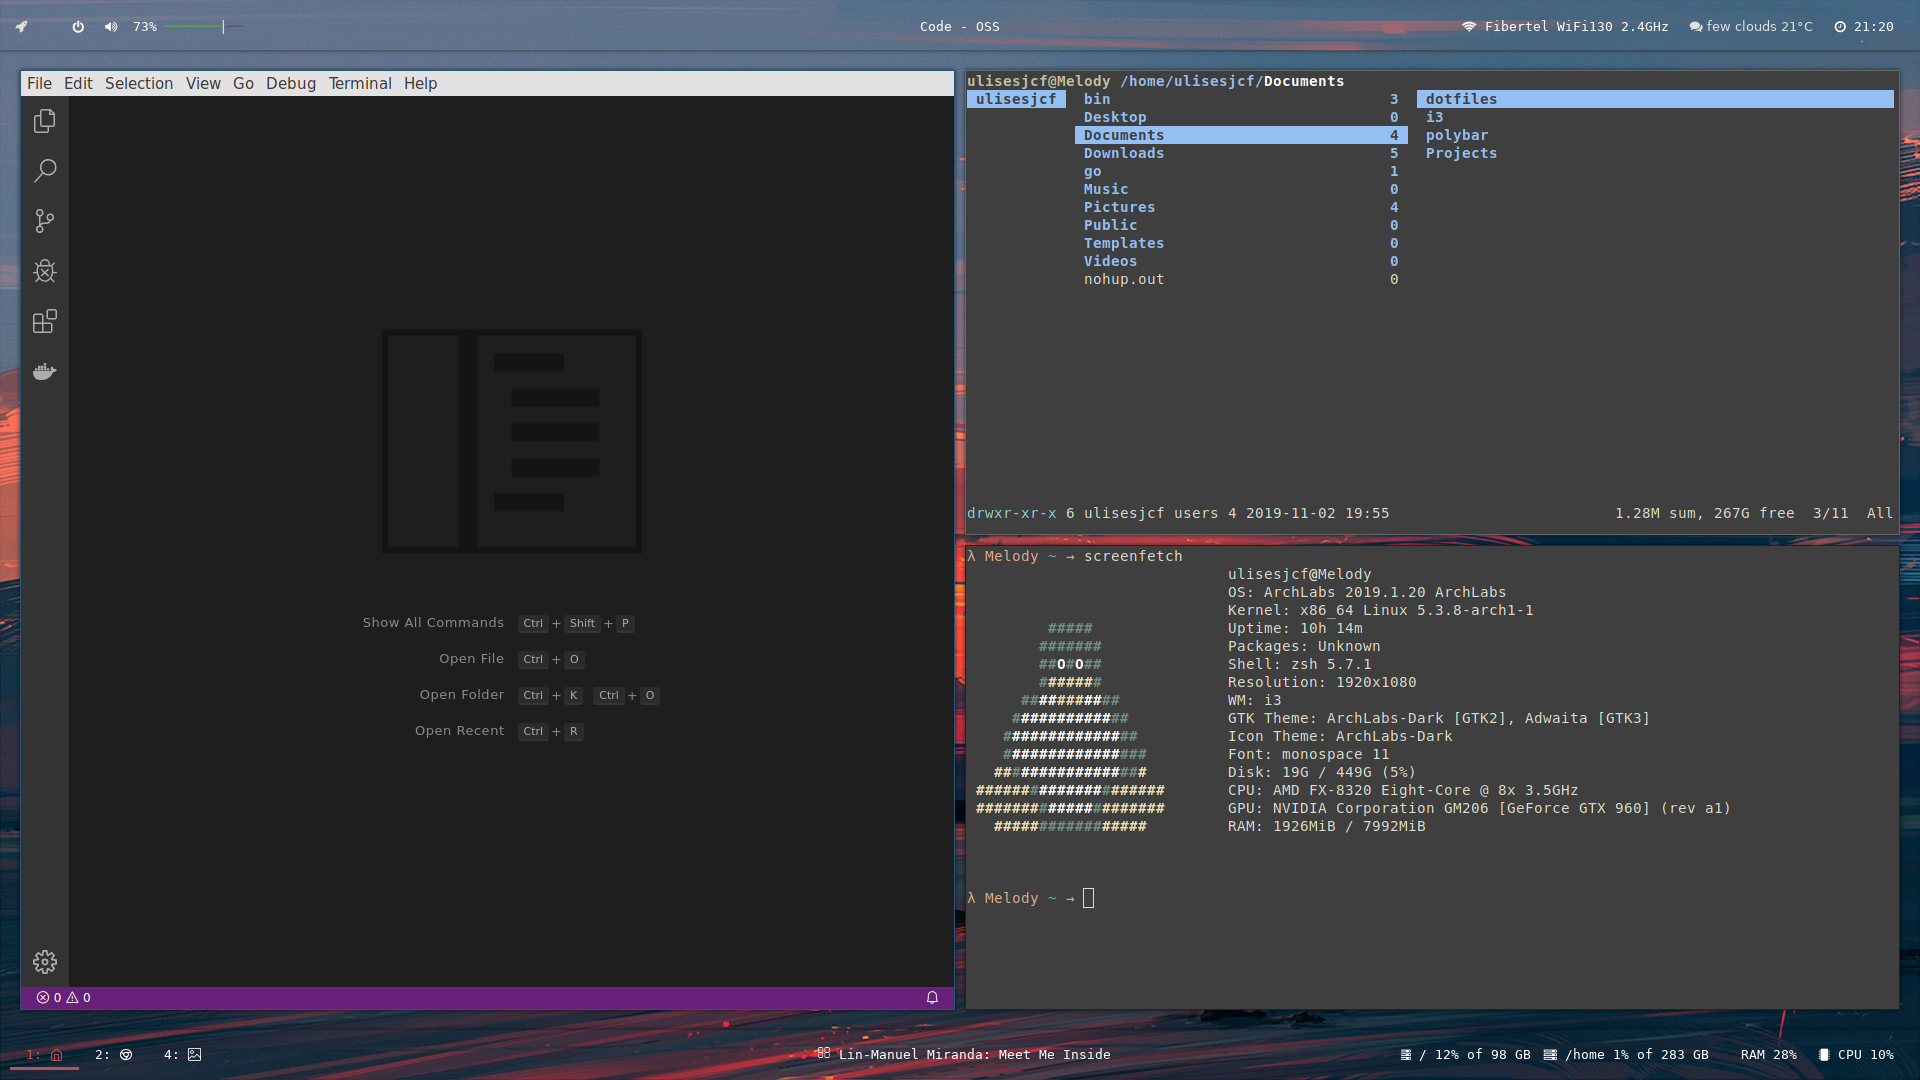 73%
Code - OSS
Fibertel WiFi130 2.4GHz
few clouds 21°C
21:20
File Edit Selection View Go Debug Terminal Help
Show All Commands Ctrl + Shift + P
Open File Ctrl + O
Open Folder Ctrl + K Ctrl + O
Open Recent Ctrl + R
0 0
ulisesjcf@Melody /home/ulisesjcf/Documents
ulisesjcf bin 3 dotfiles
Desktop 0 i3
Documents 4 polybar
Downloads 5 Projects
go 1
Music 0
Pictures 4
Public 0
Templates 0
Videos 0
nohup.out 0
drwxr-xr-x 6 ulisesjcf users 4 2019-11-02 19:55 1.28M sum, 267G free 3/11 All
λ Melody ~ → screenfetch
ulisesjcf@Melody
OS: ArchLabs 2019.1.20 ArchLabs
Kernel: x86_64 Linux 5.3.8-arch1-1
##### Uptime: 10h 14m
####### Packages: Unknown
##O#O## Shell: zsh 5.7.1
####### Resolution: 1920x1080
########### WM: i3
############# GTK Theme: ArchLabs-Dark [GTK2], Adwaita [GTK3]
############### Icon Theme: ArchLabs-Dark
################ Font: monospace 11
################# Disk: 19G / 449G (5%)
##################### CPU: AMD FX-8320 Eight-Core @ 8x 3.5GHz
##################### GPU: NVIDIA Corporation GM206 [GeForce GTX 960] (rev a1)
################# RAM: 1926MiB / 7992MiB
λ Melody ~ →
1: 2: 4:
Lin-Manuel Miranda: Meet Me Inside
/ 12% of 98 GB /home 1% of 283 GB RAM 28% CPU 10%